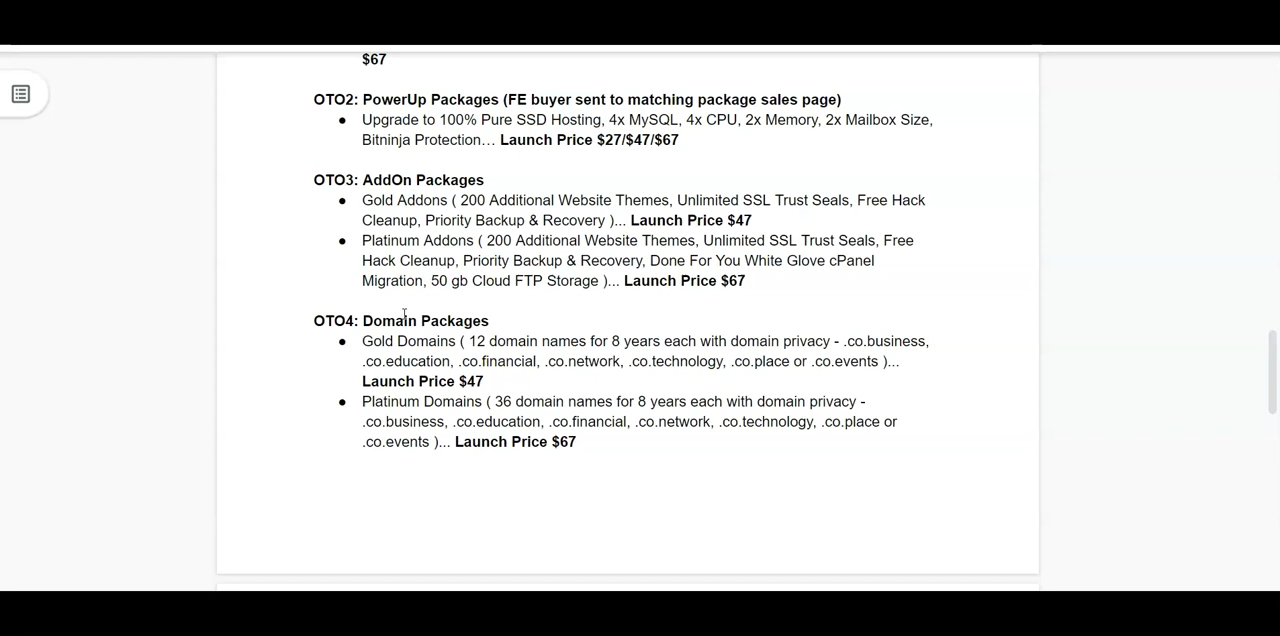 $67
OTO2: PowerUp Packages (FE buyer sent to matching package sales page)
● Upgrade to 100% Pure SSD Hosting, 4x MySQL, 4x CPU, 2x Memory, 2x Mailbox Size,
Bitninja Protection… Launch Price $27/$47/$67
OTO3: AddOn Packages
● Gold Addons ( 200 Additional Website Themes, Unlimited SSL Trust Seals, Free Hack
Cleanup, Priority Backup & Recovery )... Launch Price $47
● Platinum Addons ( 200 Additional Website Themes, Unlimited SSL Trust Seals, Free
Hack Cleanup, Priority Backup & Recovery, Done For You White Glove cPanel
Migration, 50 gb Cloud FTP Storage )... Launch Price $67
OTO4: Domain Packages
● Gold Domains ( 12 domain names for 8 years each with domain privacy - .co.business,
.co.education, .co.financial, .co.network, .co.technology, .co.place or .co.events )...
Launch Price $47
● Platinum Domains ( 36 domain names for 8 years each with domain privacy -
.co.business, .co.education, .co.financial, .co.network, .co.technology, .co.place or
.co.events )... Launch Price $67